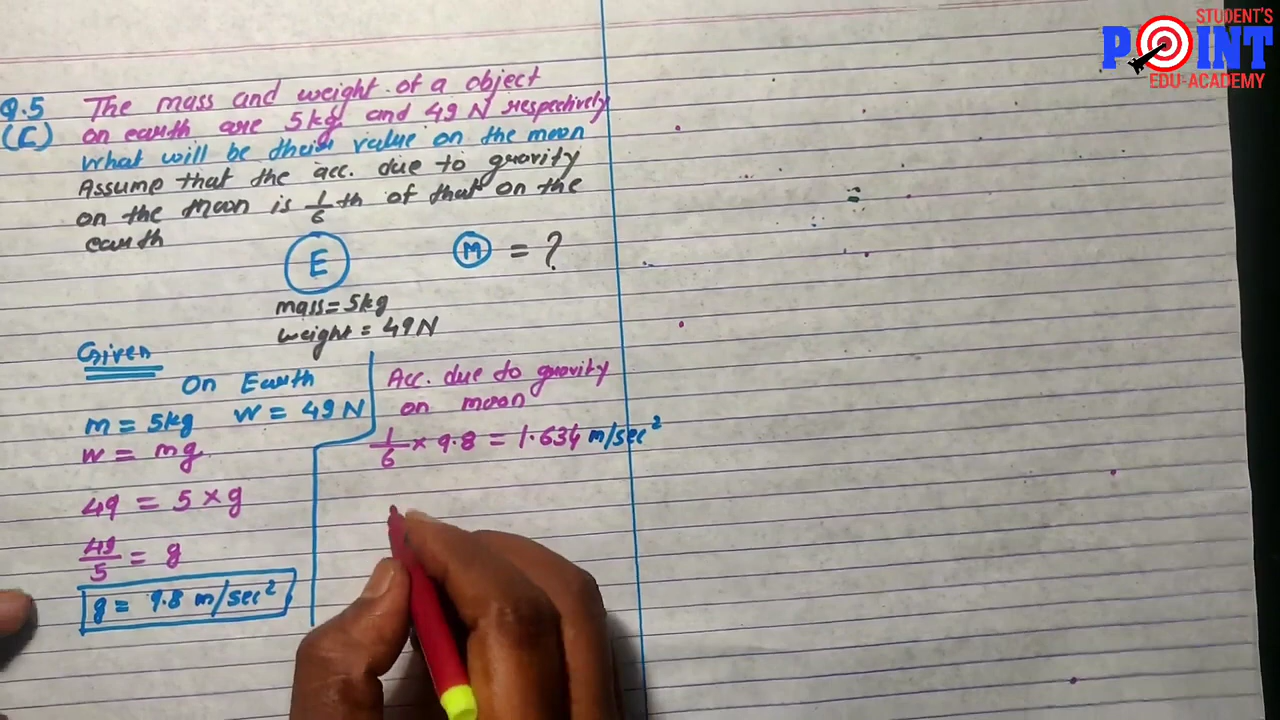 STUDENT'S
POINT
EDU-ACADEMY
Q.5 The mass and weight of a object
(C) on earth are 5kg and 49 N respectively
What will be their value on the moon
Assume that the acc. due to gravity
on the Moon is 1/6 th of that on the
earth
E M = ?
mass = 5kg
weight = 49N
Given
On Earth
m = 5kg W = 49 N
W = mg
49 = 5 × g
49/5 = g
g = 9.8 m/sec²
Acc. due to gravity
on moon
1/6 × 9.8 = 1.634 m/sec²